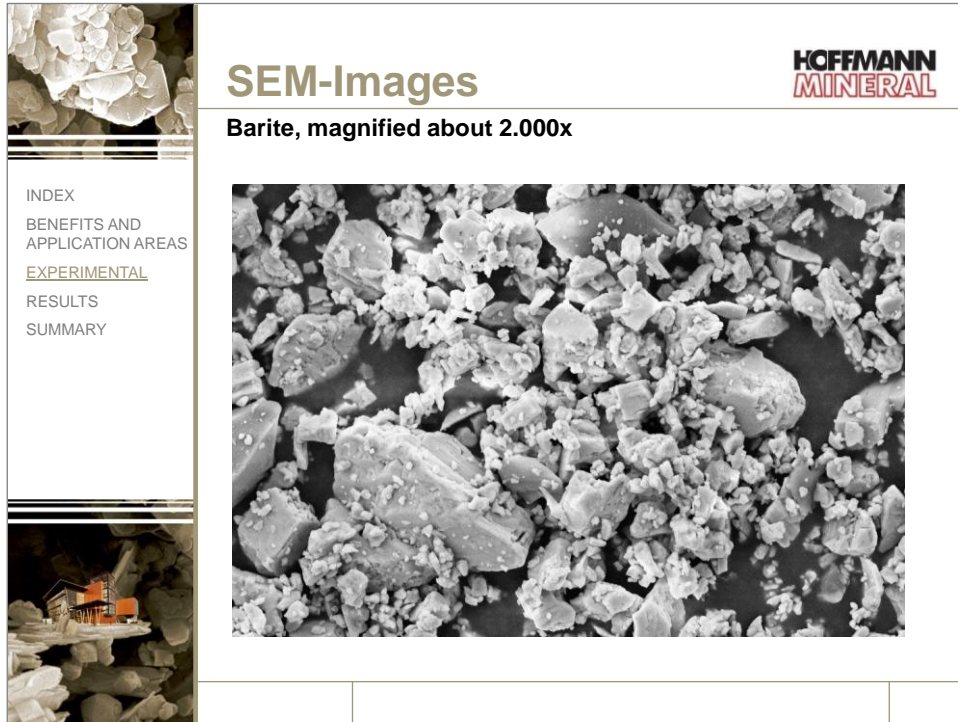 SEM-Images
HOFFMANN
MINERAL
Barite, magnified about 2.000x
INDEX
BENEFITS AND
APPLICATION AREAS
EXPERIMENTAL
RESULTS
SUMMARY